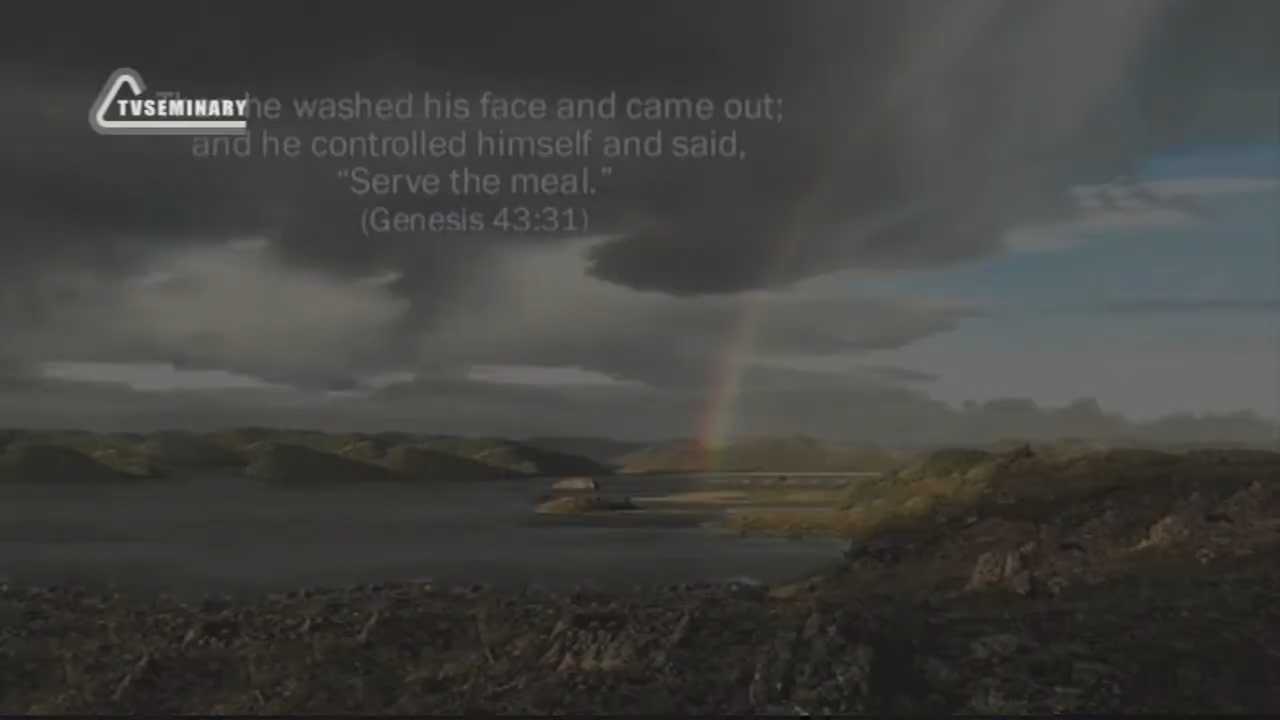 TVSEMINARY
he washed his face and came out;
and he controlled himself and said,
“Serve the meal.”
(Genesis 43:31)